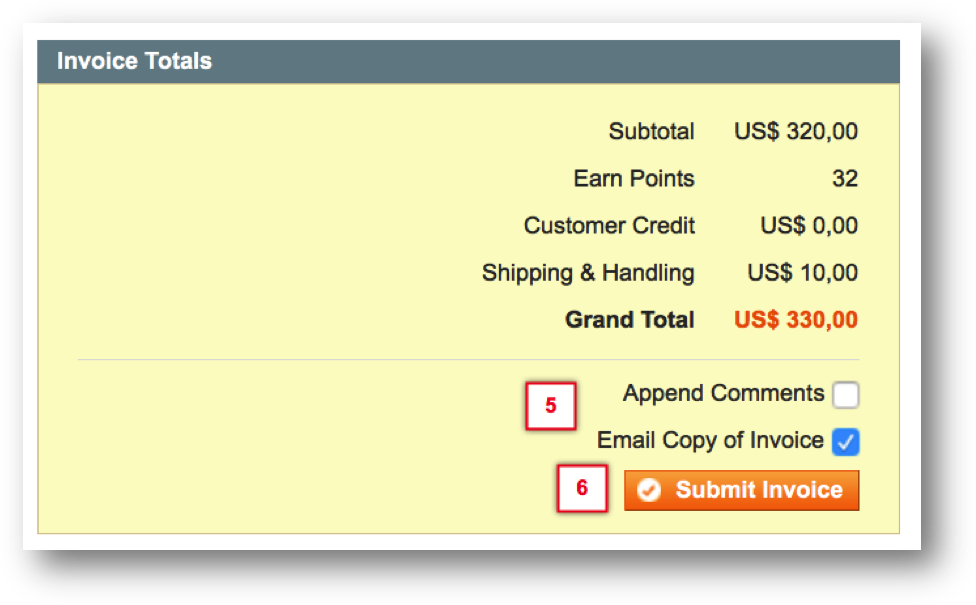 Invoice Totals
Subtotal US$ 320,00
Earn Points 32
Customer Credit US$ 0,00
Shipping & Handling US$ 10,00
Grand Total US$ 330,00
5 Append Comments
Email Copy of Invoice
6 Submit Invoice